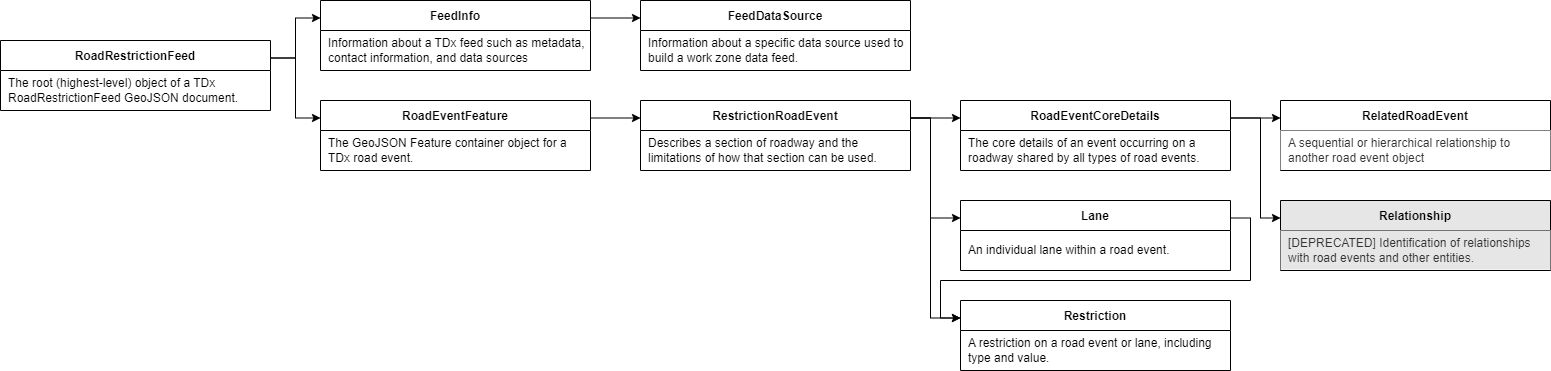 RoadRestrictionFeed
The root (highest-level) object of a TDx
RoadRestrictionFeed GeoJSON document.
FeedInfo
Information about a TDx feed such as metadata,
contact information, and data sources
FeedDataSource
Information about a specific data source used to
build a work zone data feed.
RoadEventFeature
The GeoJSON Feature container object for a
TDx road event.
RestrictionRoadEvent
Describes a section of roadway and the
limitations of how that section can be used.
RoadEventCoreDetails
The core details of an event occurring on a
roadway shared by all types of road events.
RelatedRoadEvent
A sequential or hierarchical relationship to
another road event object
Lane
An individual lane within a road event.
Relationship
[DEPRECATED] Identification of relationships
with road events and other entities.
Restriction
A restriction on a road event or lane, including
type and value.